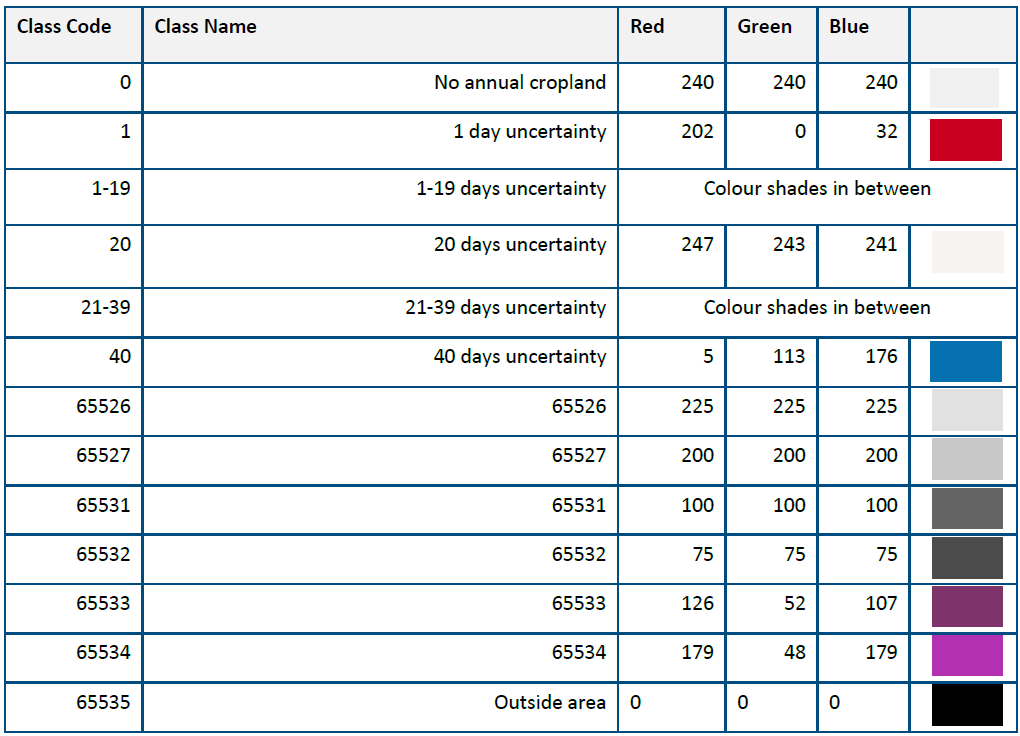 Class Code Class Name Red Green Blue
0 No annual cropland 240 240 240
1 1 day uncertainty 202 0 32
1-19 1-19 days uncertainty Colour shades in between
20 20 days uncertainty 247 243 241
21-39 21-39 days uncertainty Colour shades in between
40 40 days uncertainty 5 113 176
65526 65526 225 225 225
65527 65527 200 200 200
65531 65531 100 100 100
65532 65532 75 75 75
65533 65533 126 52 107
65534 65534 179 48 179
65535 Outside area 0 0 0